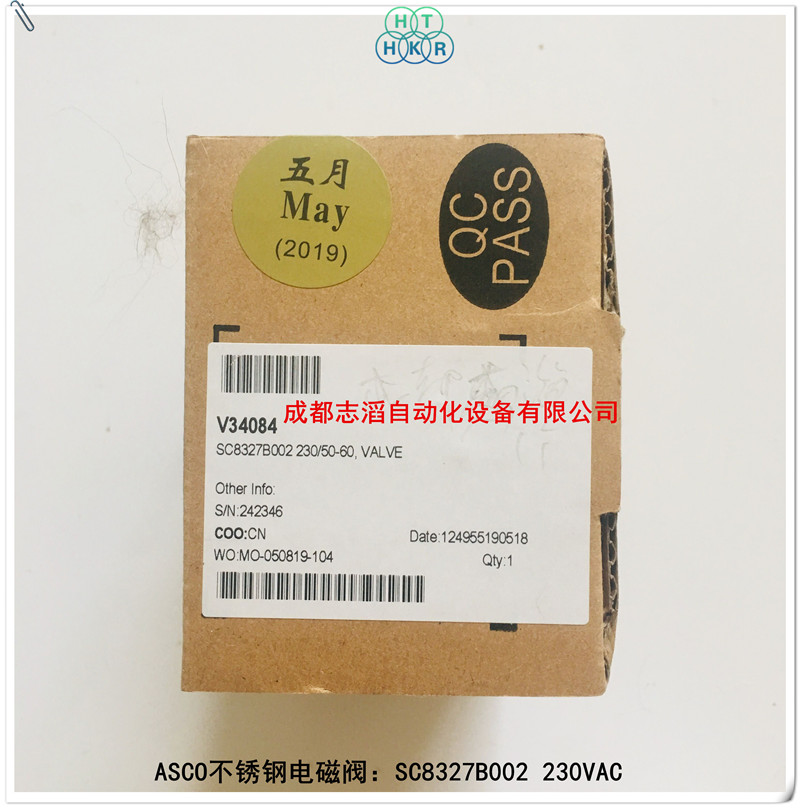 H T
H K R
五月
May
(2019)
QC
PASS
V34084
成都志滔自动化设备有限公司
SC8327B002 230/50-60, VALVE
Other Info:
S/N:242346
COO:CN
Date:124955190518
WO:MO-050819-104
Qty:1
ASCO不锈钢电磁阀：SC8327B002 230VAC